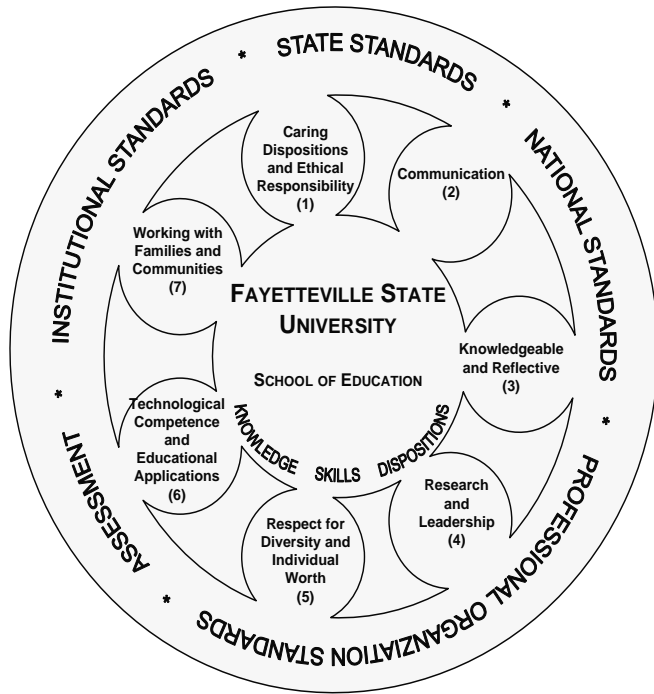 STATE STANDARDS
*
NATIONAL STANDARDS
*
PROFESSIONAL ORGANZIATION STANDARDS
*
ASSESSMENT
*
INSTITUTIONAL STANDARDS
*
Caring
Dispositions
and Ethical
Responsibility
(1)
Communication
(2)
Knowledgeable
and Reflective
(3)
Research
and
Leadership
(4)
Respect for
Diversity and
Individual
Worth
(5)
Technological
Competence
and
Educational
Applications
(6)
Working with
Families and
Communities
(7)
FAYETTEVILLE STATE
UNIVERSITY
SCHOOL OF EDUCATION
KNOWLEDGE SKILLS DISPOSITIONS